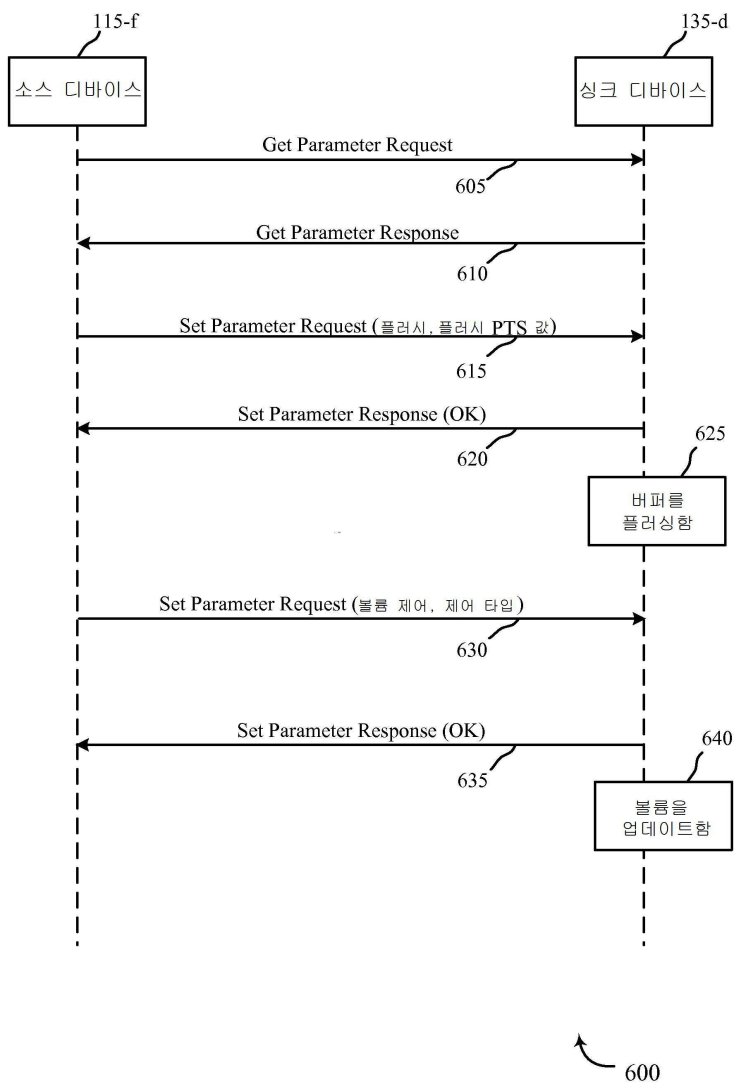 115-f
135-d
소스 디바이스
싱크 디바이스
Get Parameter Request
605
Get Parameter Response
610
Set Parameter Request (플러시, 플러시 PTS 값)
615
Set Parameter Response (OK)
620
625
버퍼를
플러싱함
Set Parameter Request (볼륨 제어, 제어 타입)
630
Set Parameter Response (OK)
635
640
볼륨을
업데이트함
600